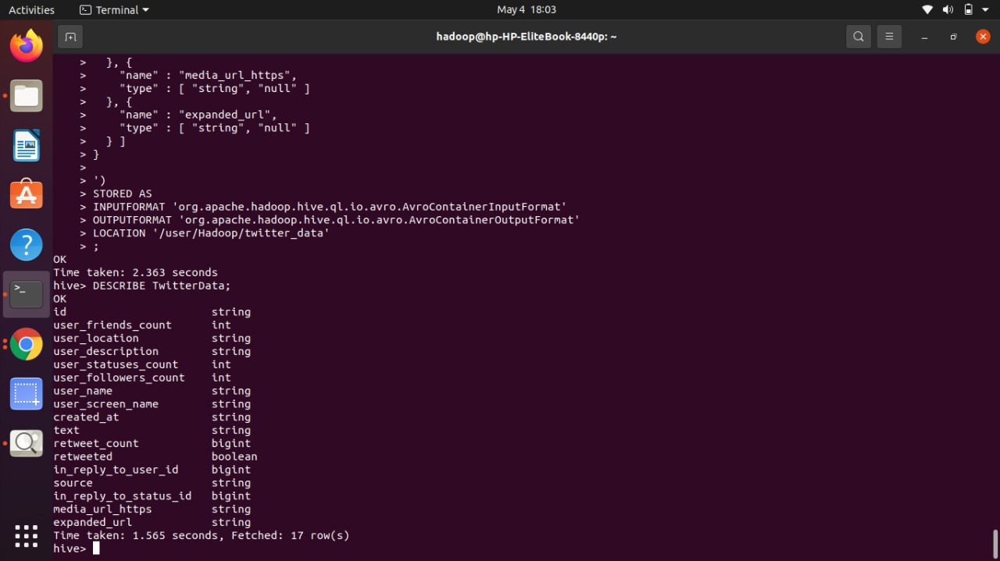 Activities Terminal May 4 18:03
hadoop@hp-HP-EliteBook-8440p: ~
> }, {
> "name" : "media_url_https",
> "type" : [ "string", "null" ]
> }, {
> "name" : "expanded_url",
> "type" : [ "string", "null" ]
> } ]
> }
>
> ')
> STORED AS
> INPUTFORMAT 'org.apache.hadoop.hive.ql.io.avro.AvroContainerInputFormat'
> OUTPUTFORMAT 'org.apache.hadoop.hive.ql.io.avro.AvroContainerOutputFormat'
> LOCATION '/user/Hadoop/twitter_data'
> ;
OK
Time taken: 2.363 seconds
hive> DESCRIBE TwitterData;
OK
id string
user_friends_count int
user_location string
user_description string
user_statuses_count int
user_followers_count int
user_name string
user_screen_name string
created_at string
text string
retweet_count bigint
retweeted boolean
in_reply_to_user_id bigint
source string
in_reply_to_status_id bigint
media_url_https string
expanded_url string
Time taken: 1.565 seconds, Fetched: 17 row(s)
hive>